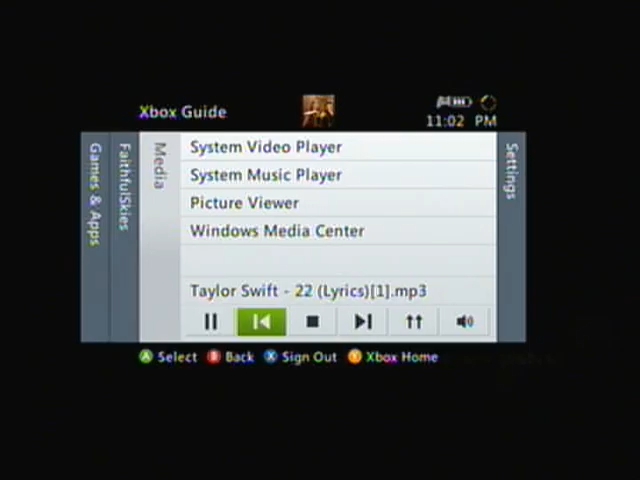 Xbox Guide
11:02 PM
Games & Apps
FaithfulSkies
Media
System Video Player
System Music Player
Picture Viewer
Windows Media Center
Taylor Swift - 22 (Lyrics)[1].mp3
Settings
A Select B Back X Sign Out Y Xbox Home